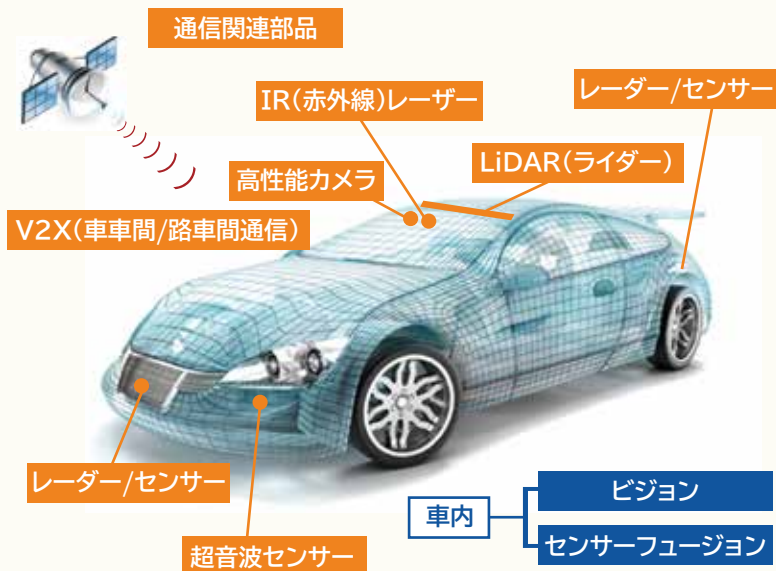 通信関連部品
IR(赤外線)レーザー
レーダー/センサー
LiDAR(ライダー)
高性能カメラ
V2X(車車間/路車間通信)
レーダー/センサー
超音波センサー
車内
ビジョン
センサーフュージョン